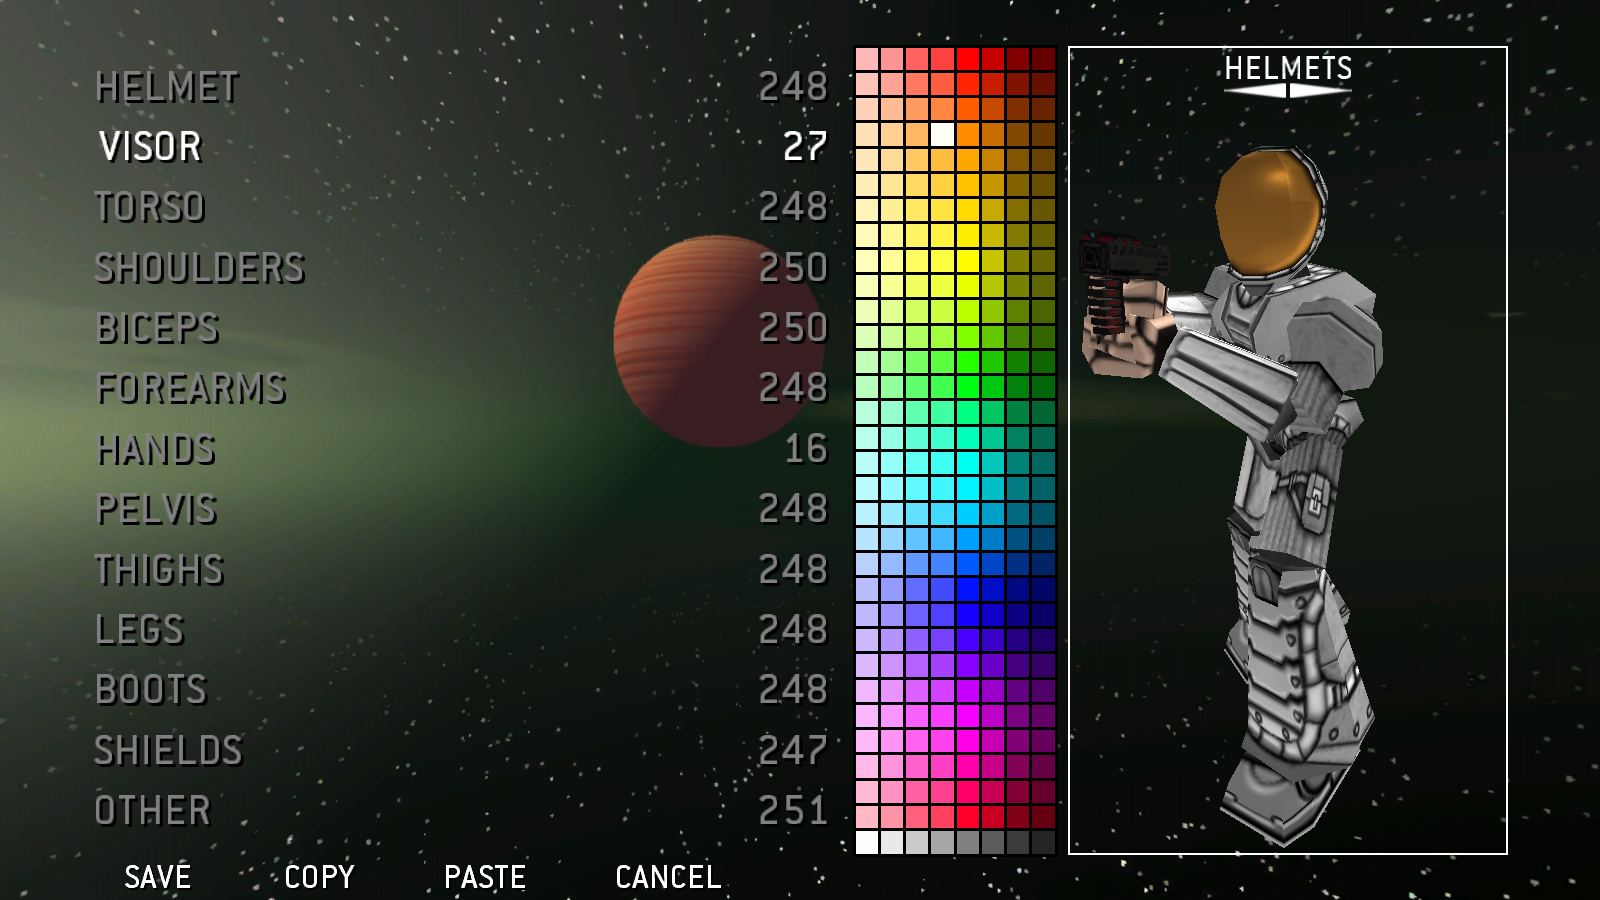 HELMET 248
VISOR 27
TORSO 248
SHOULDERS 250
BICEPS 250
FOREARMS 248
HANDS 16
PELVIS 248
THIGHS 248
LEGS 248
BOOTS 248
SHIELDS 247
OTHER 251
SAVE COPY PASTE CANCEL
HELMETS